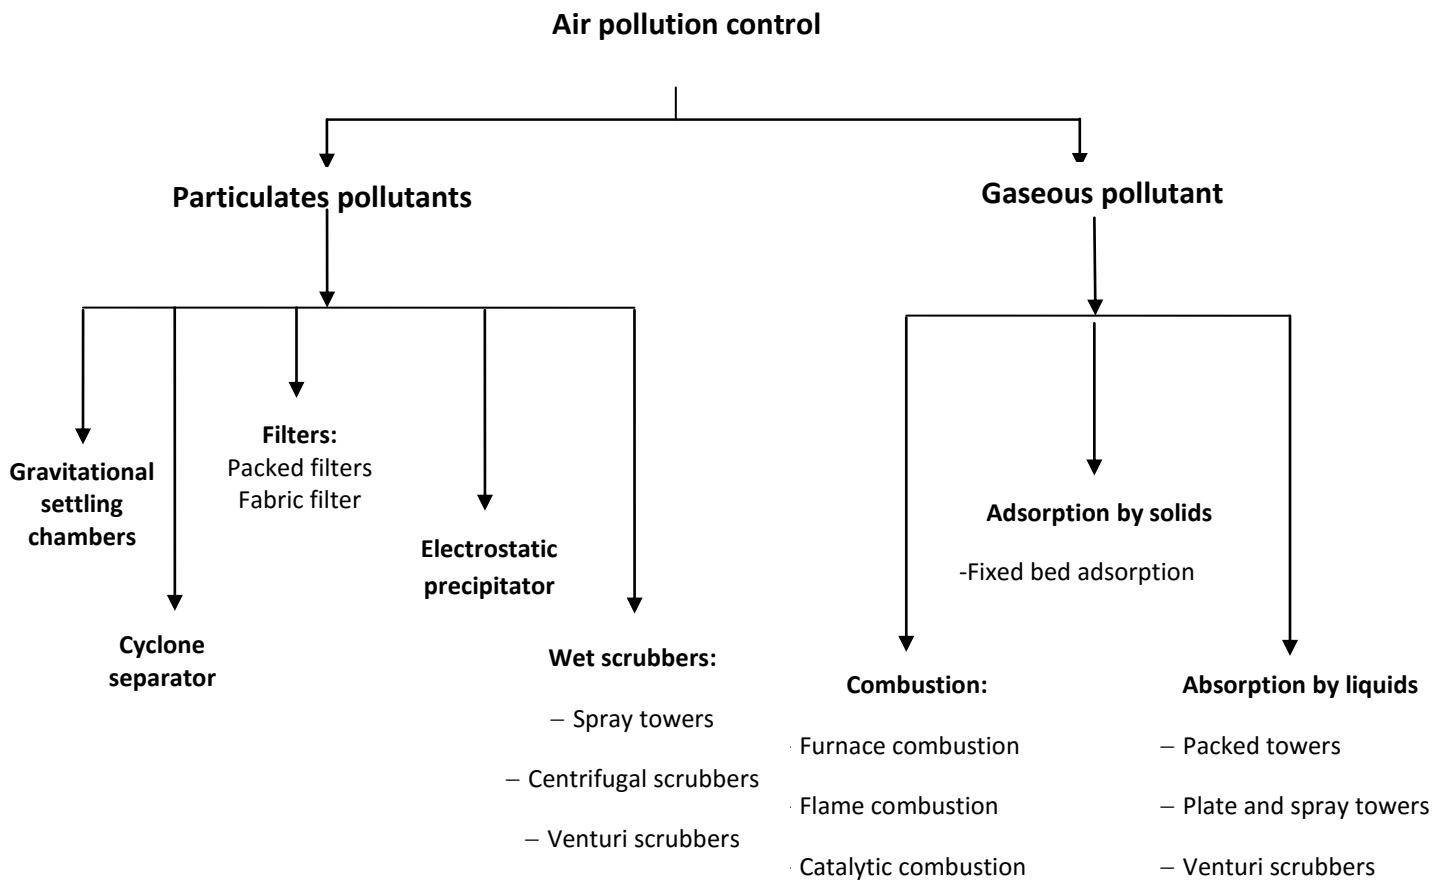 Air pollution control
Particulates pollutants
Gaseous pollutant
Gravitational
settling
chambers
Cyclone
separator
Filters:
Packed filters
Fabric filter
Electrostatic
precipitator
Wet scrubbers:
– Spray towers
– Centrifugal scrubbers
– Venturi scrubbers
Combustion:
· Furnace combustion
· Flame combustion
· Catalytic combustion
Adsorption by solids
-Fixed bed adsorption
Absorption by liquids
– Packed towers
– Plate and spray towers
– Venturi scrubbers